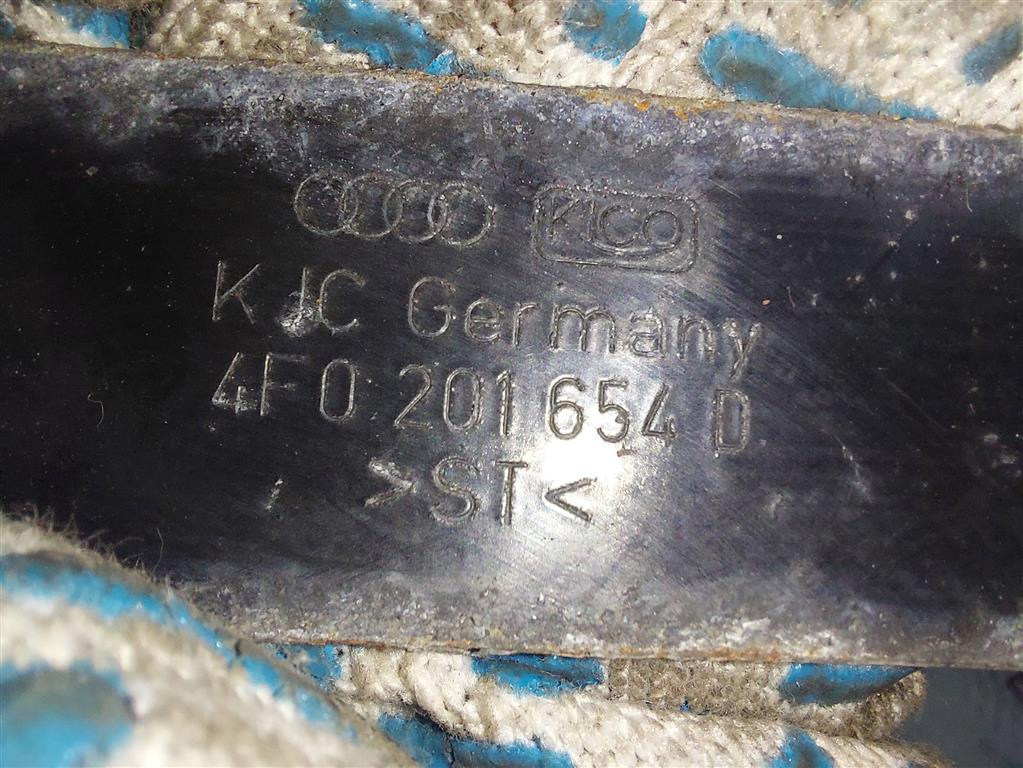 KICO
KJC Germany
4F0 201 654 D
>ST<